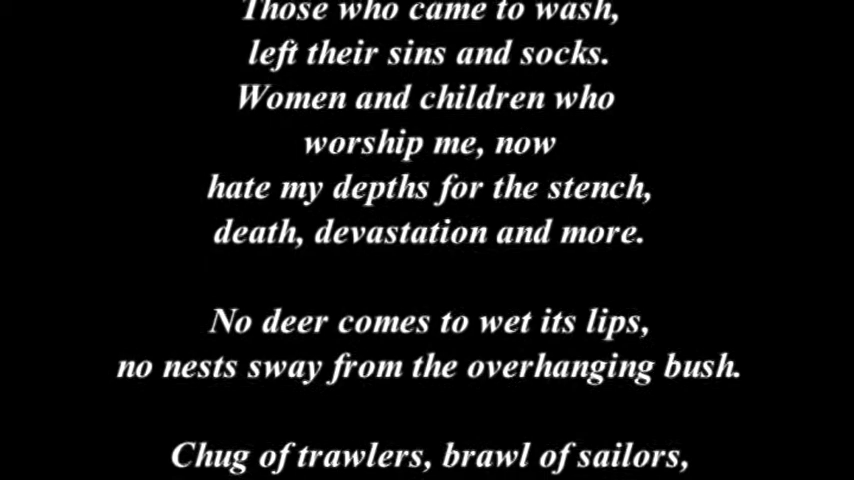 Those who came to wash,
left their sins and socks.
Women and children who
worship me, now
hate my depths for the stench,
death, devastation and more.
No deer comes to wet its lips,
no nests sway from the overhanging bush.
Chug of trawlers, brawl of sailors,